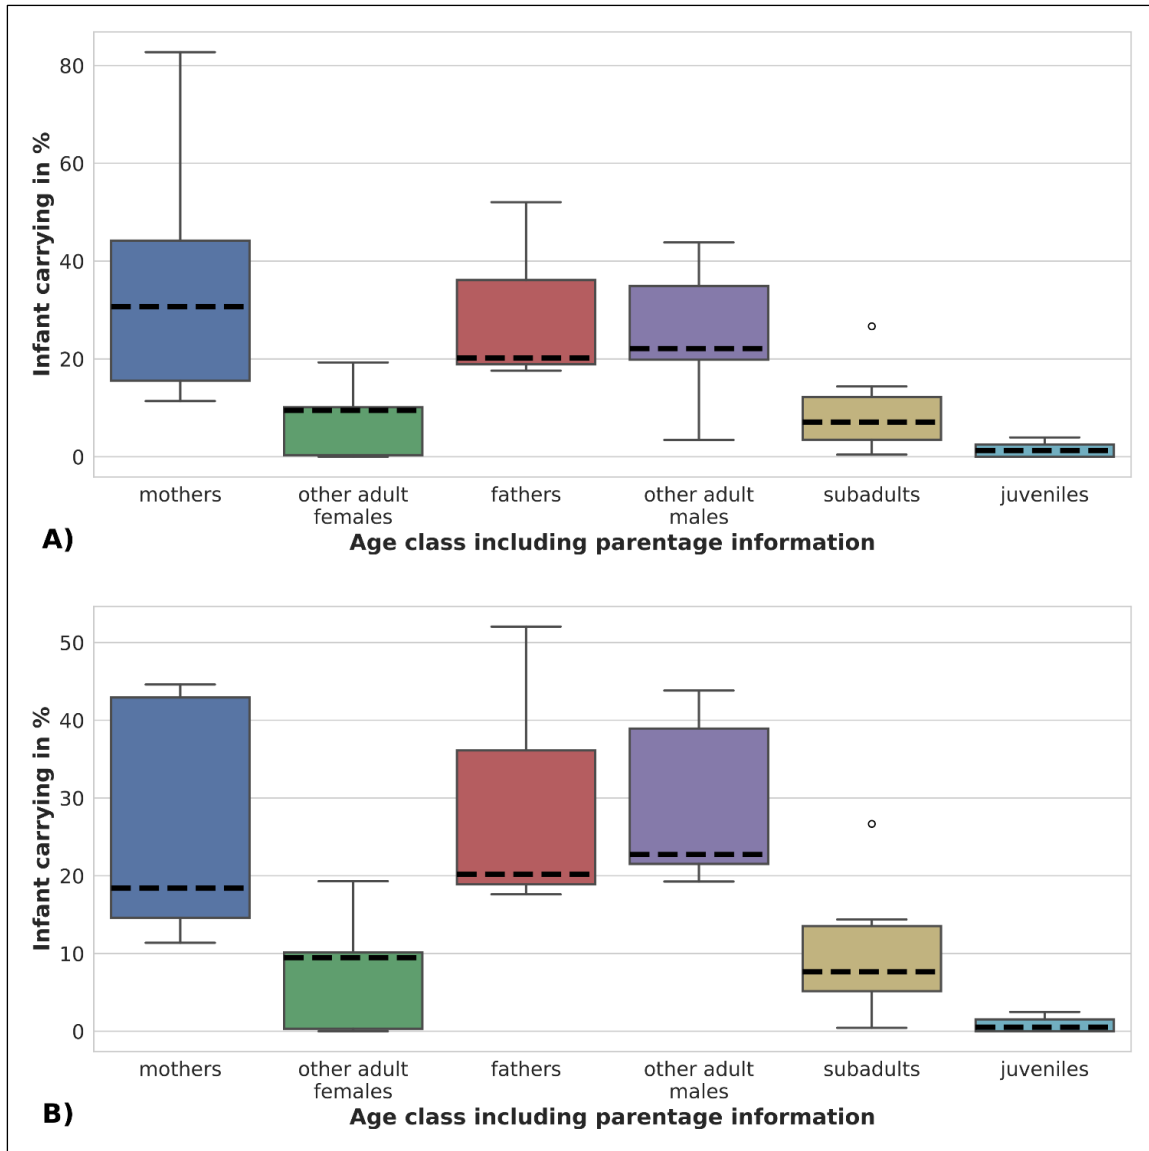 80
60
40
20
0
Infant carrying in %
mothers
other adult
females
fathers
other adult
males
subadults
juveniles
A)
Age class including parentage information
50
40
30
20
10
0
Infant carrying in %
mothers
other adult
females
fathers
other adult
males
subadults
juveniles
B)
Age class including parentage information